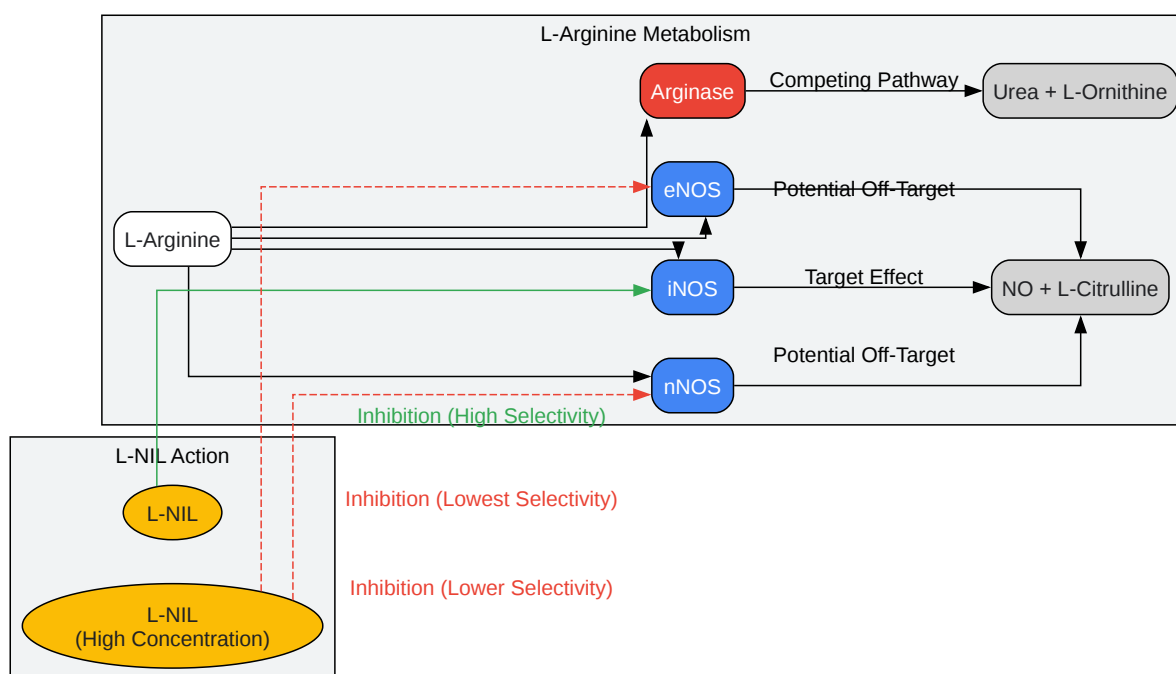 L-Arginine Metabolism
Arginase
Competing Pathway
Urea + L-Ornithine
eNOS
Potential Off-Target
L-Arginine
iNOS
Target Effect
NO + L-Citrulline
Potential Off-Target
nNOS
Inhibition (High Selectivity)
L-NIL Action
Inhibition (Lowest Selectivity)
L-NIL
Inhibition (Lower Selectivity)
L-NIL
(High Concentration)